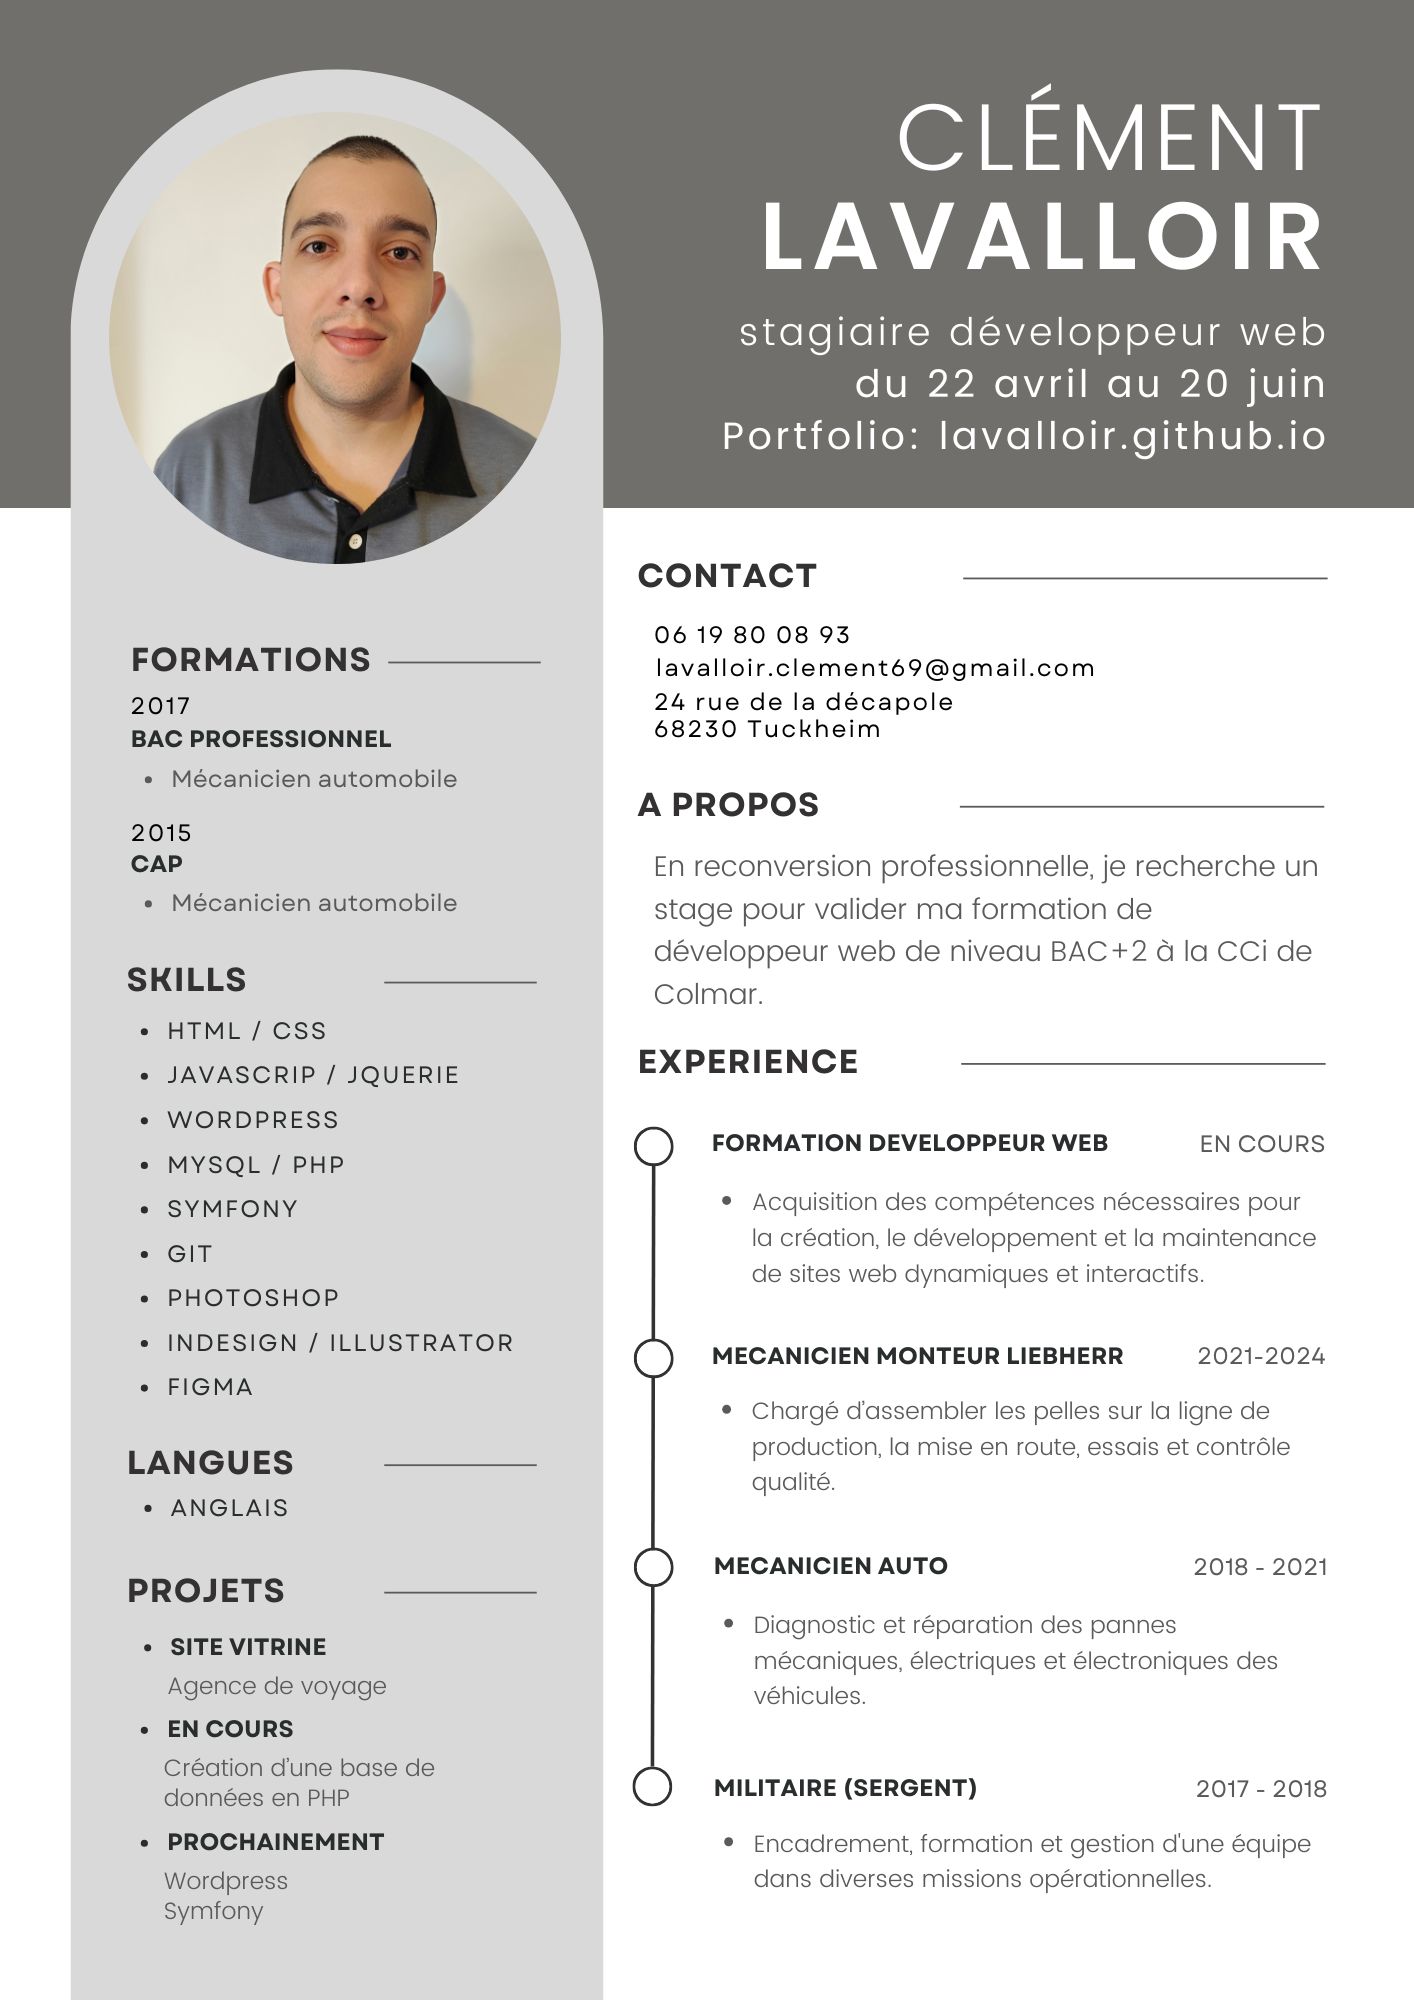 CLÉMENT
LAVALLOIR
stagiaire développeur web
du 22 avril au 20 juin
Portfolio: lavalloir.github.io
FORMATIONS
2017
BAC PROFESSIONNEL
• Mécanicien automobile
2015
CAP
• Mécanicien automobile
SKILLS
• HTML / CSS
• JAVASCRIP / JQUERIE
• WORDPRESS
• MYSQL / PHP
• SYMFONY
• GIT
• PHOTOSHOP
• INDESIGN / ILLUSTRATOR
• FIGMA
LANGUES
• ANGLAIS
PROJETS
• SITE VITRINE
Agence de voyage
• EN COURS
Création d'une base de
données en PHP
• PROCHAINEMENT
Wordpress
Symfony
CONTACT
06 19 80 08 93
lavalloir.clement69@gmail.com
24 rue de la décapole
68230 Tuckheim
A PROPOS
En reconversion professionnelle, je recherche un
stage pour valider ma formation de
développeur web de niveau BAC+2 à la CCi de
Colmar.
EXPERIENCE
FORMATION DEVELOPPEUR WEB EN COURS
• Acquisition des compétences nécessaires pour
la création, le développement et la maintenance
de sites web dynamiques et interactifs.
MECANICIEN MONTEUR LIEBHERR 2021-2024
• Chargé d'assembler les pelles sur la ligne de
production, la mise en route, essais et contrôle
qualité.
MECANICIEN AUTO 2018 - 2021
• Diagnostic et réparation des pannes
mécaniques, électriques et électroniques des
véhicules.
MILITAIRE (SERGENT) 2017 - 2018
• Encadrement, formation et gestion d'une équipe
dans diverses missions opérationnelles.